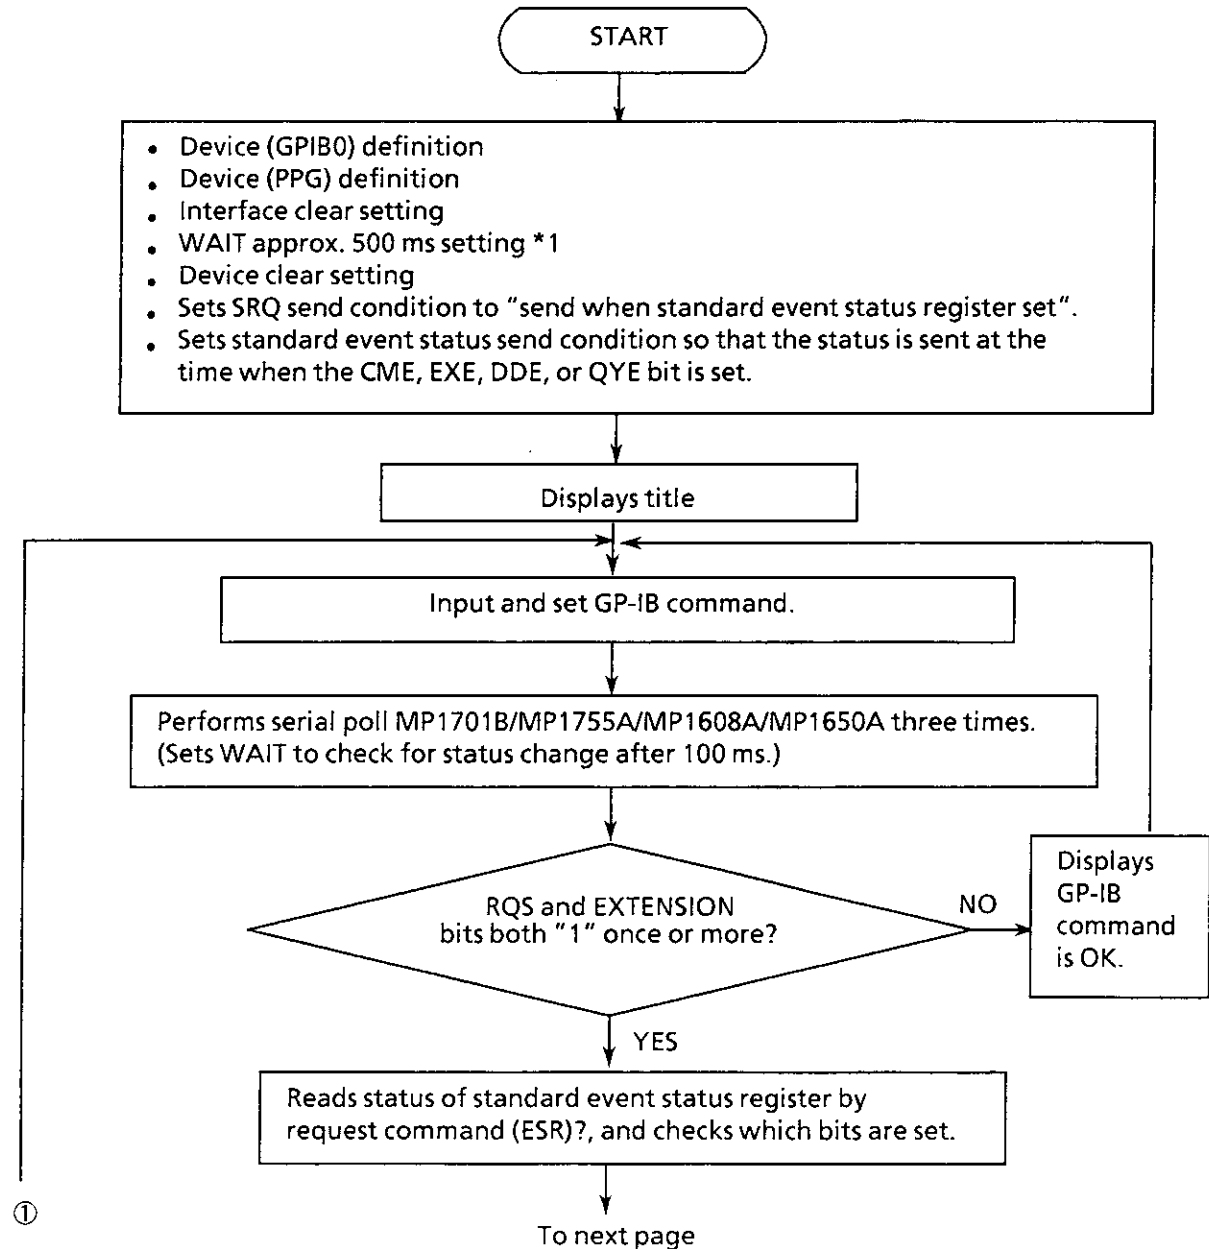 START
• Device (GPIB0) definition
• Device (PPG) definition
• Interface clear setting
• WAIT approx. 500 ms setting *1
• Device clear setting
• Sets SRQ send condition to "send when standard event status register set".
• Sets standard event status send condition so that the status is sent at the
time when the CME, EXE, DDE, or QYE bit is set.
Displays title
Input and set GP-IB command.
Performs serial poll MP1701B/MP1755A/MP1608A/MP1650A three times.
(Sets WAIT to check for status change after 100 ms.)
RQS and EXTENSION
bits both "1" once or more?
NO
Displays
GP-IB
command
is OK.
YES
Reads status of standard event status register by
request command (ESR)?, and checks which bits are set.
①
To next page